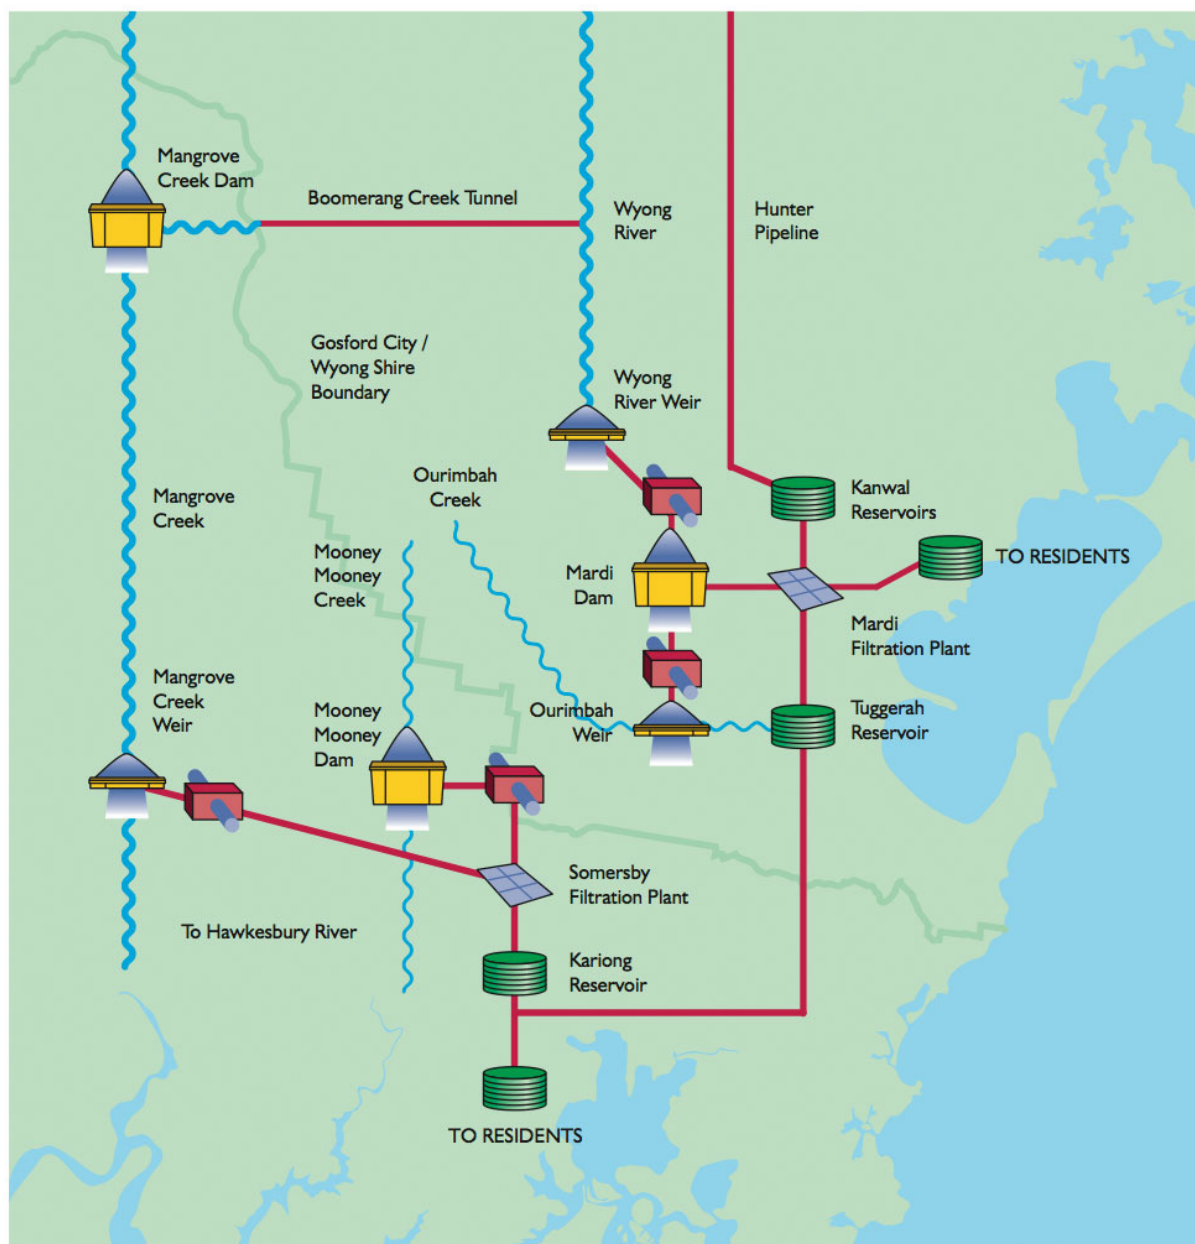 Mangrove
Creek Dam
Boomerang Creek Tunnel
Wyong
River
Hunter
Pipeline
Gosford City /
Wyong Shire
Boundary
Wyong
River Weir
Ourimbah
Creek
Kanwal
Reservoirs
Mangrove
Creek
Mooney
Mooney
Creek
Mardi
Dam
TO RESIDENTS
Mardi
Filtration Plant
Mangrove
Creek
Weir
Mooney
Mooney
Dam
Ourimbah
Weir
Tuggerah
Reservoir
Somersby
Filtration Plant
To Hawkesbury River
Kariong
Reservoir
TO RESIDENTS